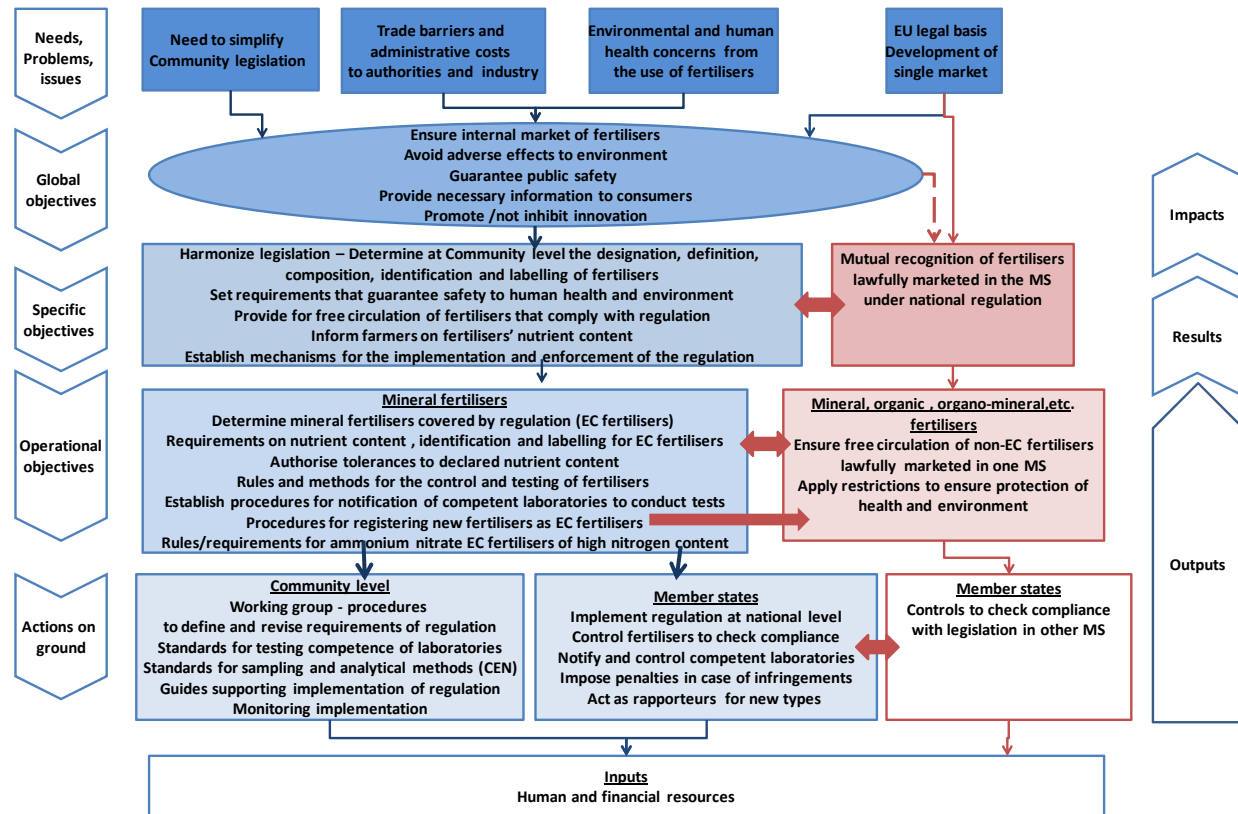 Needs,
Problems,
issues
Need to simplify
Community legislation
Trade barriers and
administrative costs
to authorities and industry
Environmental and human
health concerns from
the use of fertilisers
EU legal basis
Development of
single market
Global
objectives
Ensure internal market of fertilisers
Avoid adverse effects to environment
Guarantee public safety
Provide necessary information to consumers
Promote /not inhibit innovation
Impacts
Specific
objectives
Harmonize legislation – Determine at Community level the designation, definition,
composition, identification and labelling of fertilisers
Set requirements that guarantee safety to human health and environment
Provide for free circulation of fertilisers that comply with regulation
Inform farmers on fertilisers' nutrient content
Establish mechanisms for the implementation and enforcement of the regulation
Mutual recognition of fertilisers
lawfully marketed in the MS
under national regulation
Results
Operational
objectives
Mineral fertilisers
Determine mineral fertilisers covered by regulation (EC fertilisers)
Requirements on nutrient content , identification and labelling for EC fertilisers
Authorise tolerances to declared nutrient content
Rules and methods for the control and testing of fertilisers
Establish procedures for notification of competent laboratories to conduct tests
Procedures for registering new fertilisers as EC fertilisers
Rules/requirements for ammonium nitrate EC fertilisers of high nitrogen content
Mineral, organic , organo-mineral,etc.
fertilisers
Ensure free circulation of non-EC fertilisers
lawfully marketed in one MS
Apply restrictions to ensure protection of
health and environment
Outputs
Actions on
ground
Community level
Working group - procedures
to define and revise requirements of regulation
Standards for testing competence of laboratories
Standards for sampling and analytical methods (CEN)
Guides supporting implementation of regulation
Monitoring implementation
Member states
Implement regulation at national level
Control fertilisers to check compliance
Notify and control competent laboratories
Impose penalties in case of infringements
Act as rapporteurs for new types
Member states
Controls to check compliance
with legislation in other MS
Inputs
Human and financial resources